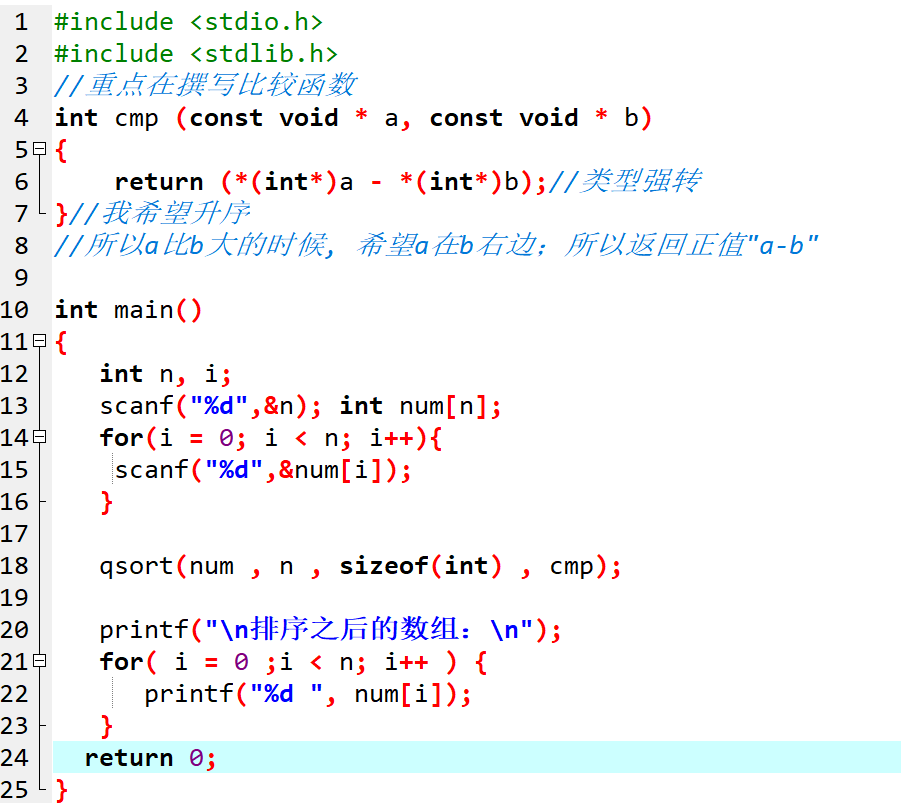 1 #include <stdio.h>
2 #include <stdlib.h>
3 //重点在撰写比较函数
4 int cmp (const void * a, const void * b)
5 {
6     return (*(int*)a - *(int*)b);//类型强转
7 }//我希望升序
8 //所以a比b大的时候, 希望a在b右边；所以返回正值"a-b"
9
10 int main()
11 {
12    int n, i;
13    scanf("%d",&n); int num[n];
14    for(i = 0; i < n; i++){
15     scanf("%d",&num[i]);
16    }
17
18    qsort(num , n , sizeof(int) , cmp);
19
20    printf("\n排序之后的数组：\n");
21    for( i = 0 ;i < n; i++ ) {
22       printf("%d ", num[i]);
23    }
24   return 0;
25 }